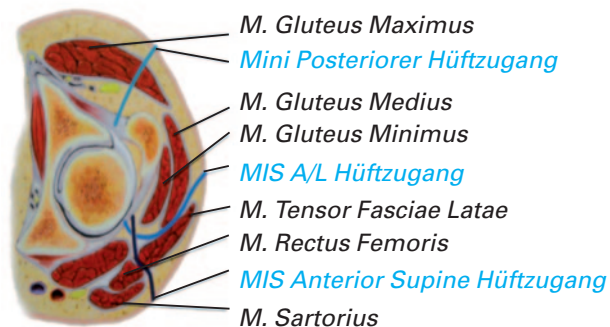 M. Gluteus Maximus
Mini Posteriorer Hüftzugang
M. Gluteus Medius
M. Gluteus Minimus
MIS A/L Hüftzugang
M. Tensor Fasciae Latae
M. Rectus Femoris
MIS Anterior Supine Hüftzugang
M. Sartorius